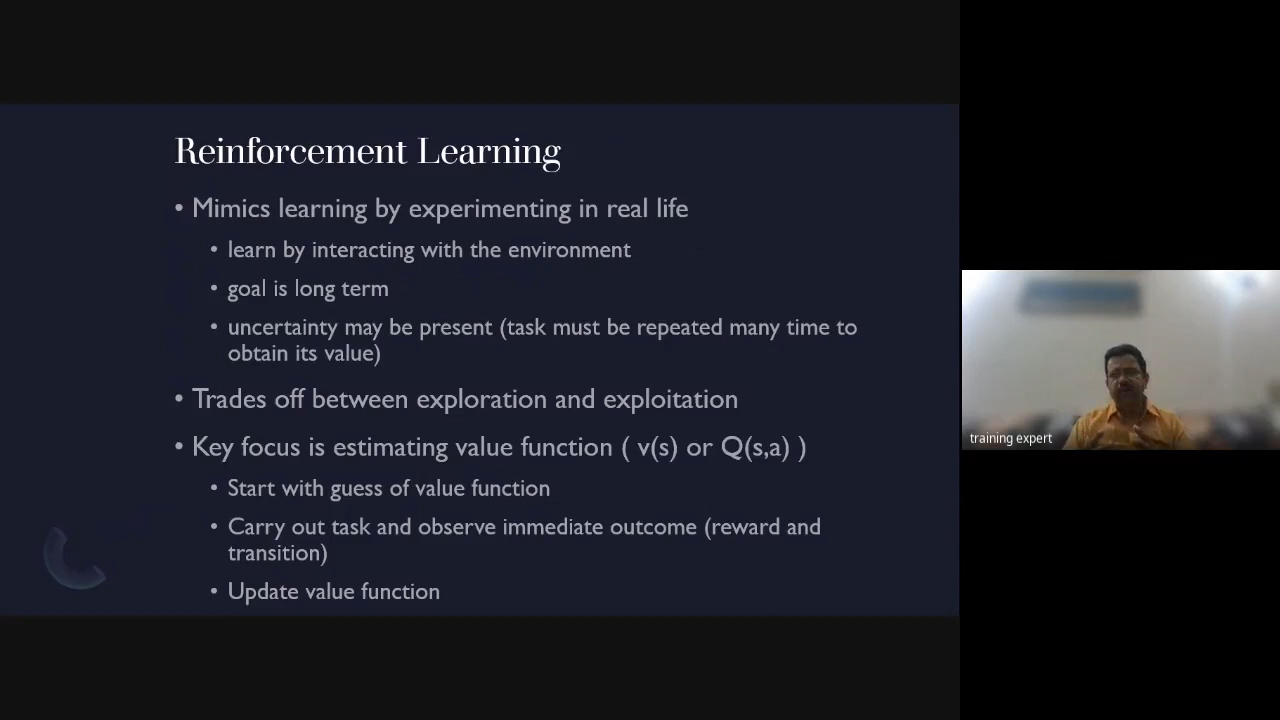 Reinforcement Learning
• Mimics learning by experimenting in real life
• learn by interacting with the environment
• goal is long term
• uncertainty may be present (task must be repeated many time to
obtain its value)
• Trades off between exploration and exploitation
• Key focus is estimating value function ( v(s) or Q(s,a) )
• Start with guess of value function
• Carry out task and observe immediate outcome (reward and
transition)
• Update value function
training expert